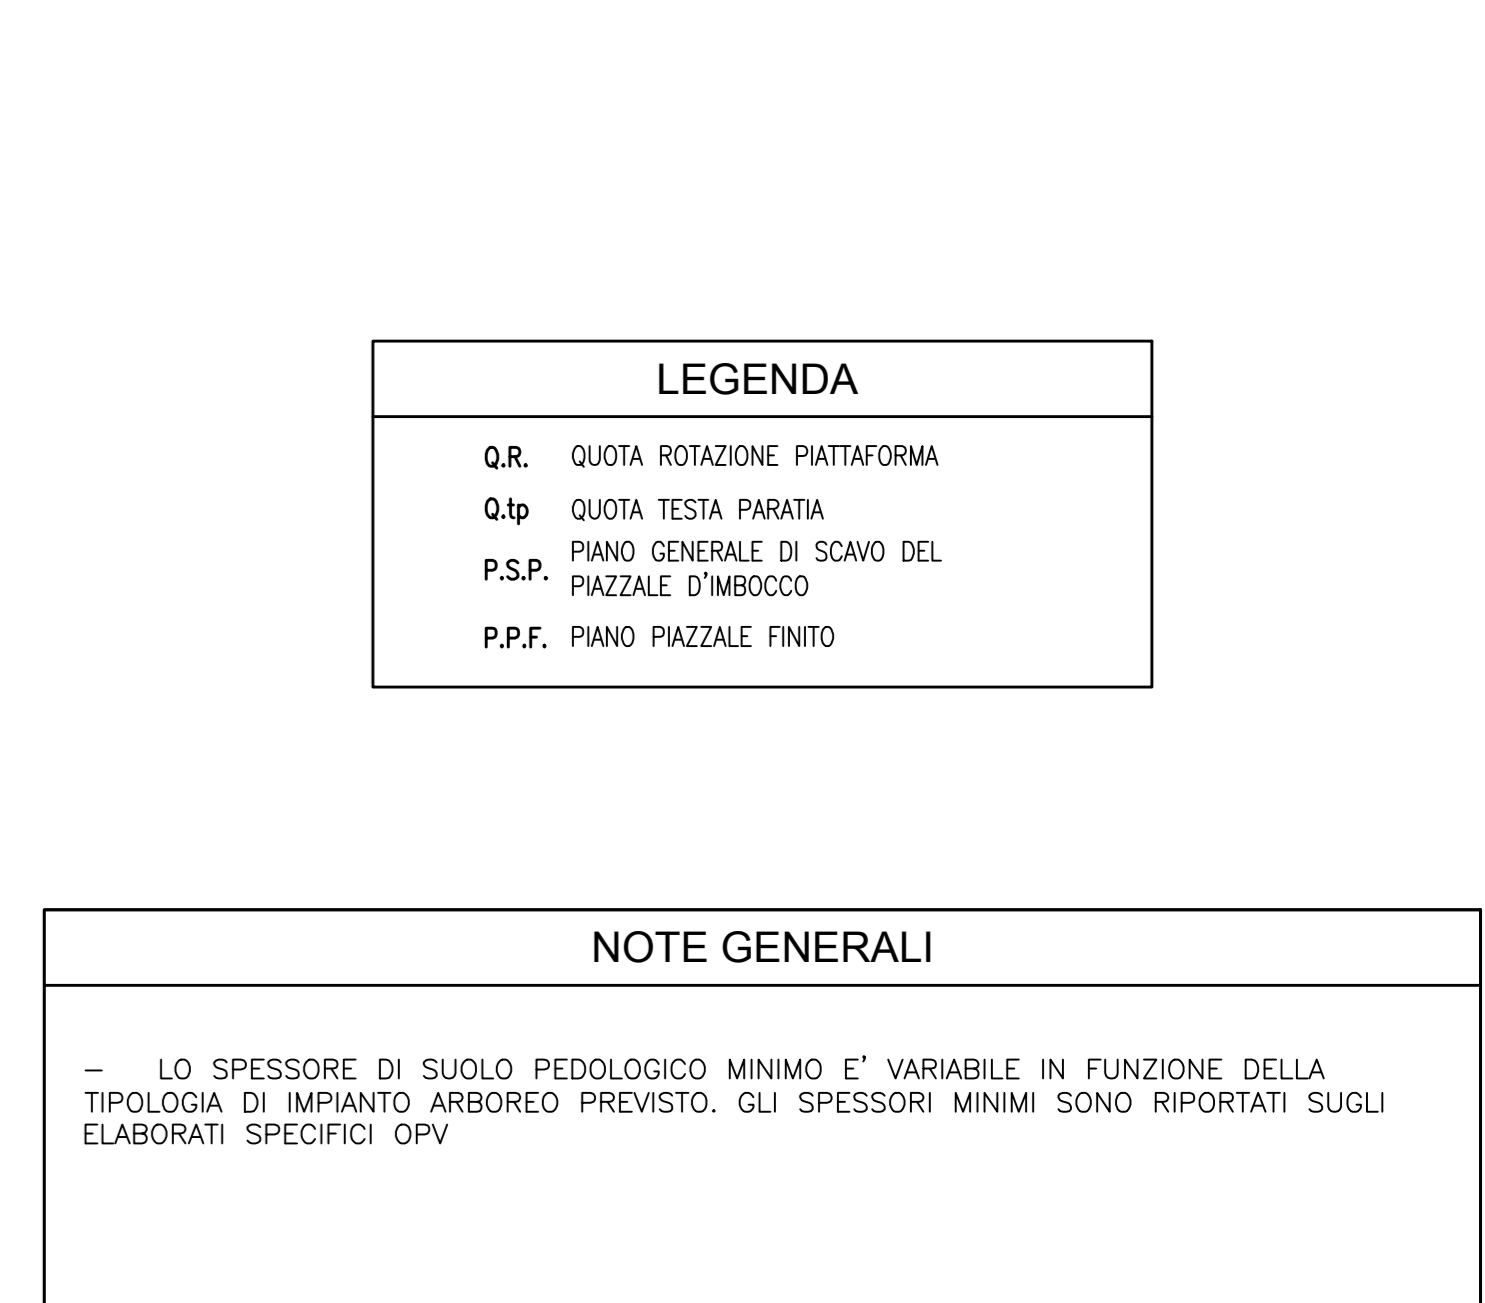 LEGENDA
Q.R. QUOTA ROTAZIONE PIATTAFORMA
Q.tp QUOTA TESTA PARATIA
P.S.P. PIANO GENERALE DI SCAVO DEL
PIAZZALE D'IMBOCCO
P.P.F. PIANO PIAZZALE FINITO
NOTE GENERALI
– LO SPESSORE DI SUOLO PEDOLOGICO MINIMO E' VARIABILE IN FUNZIONE DELLA
TIPOLOGIA DI IMPIANTO ARBOREO PREVISTO. GLI SPESSORI MINIMI SONO RIPORTATI SUGLI
ELABORATI SPECIFICI OPV